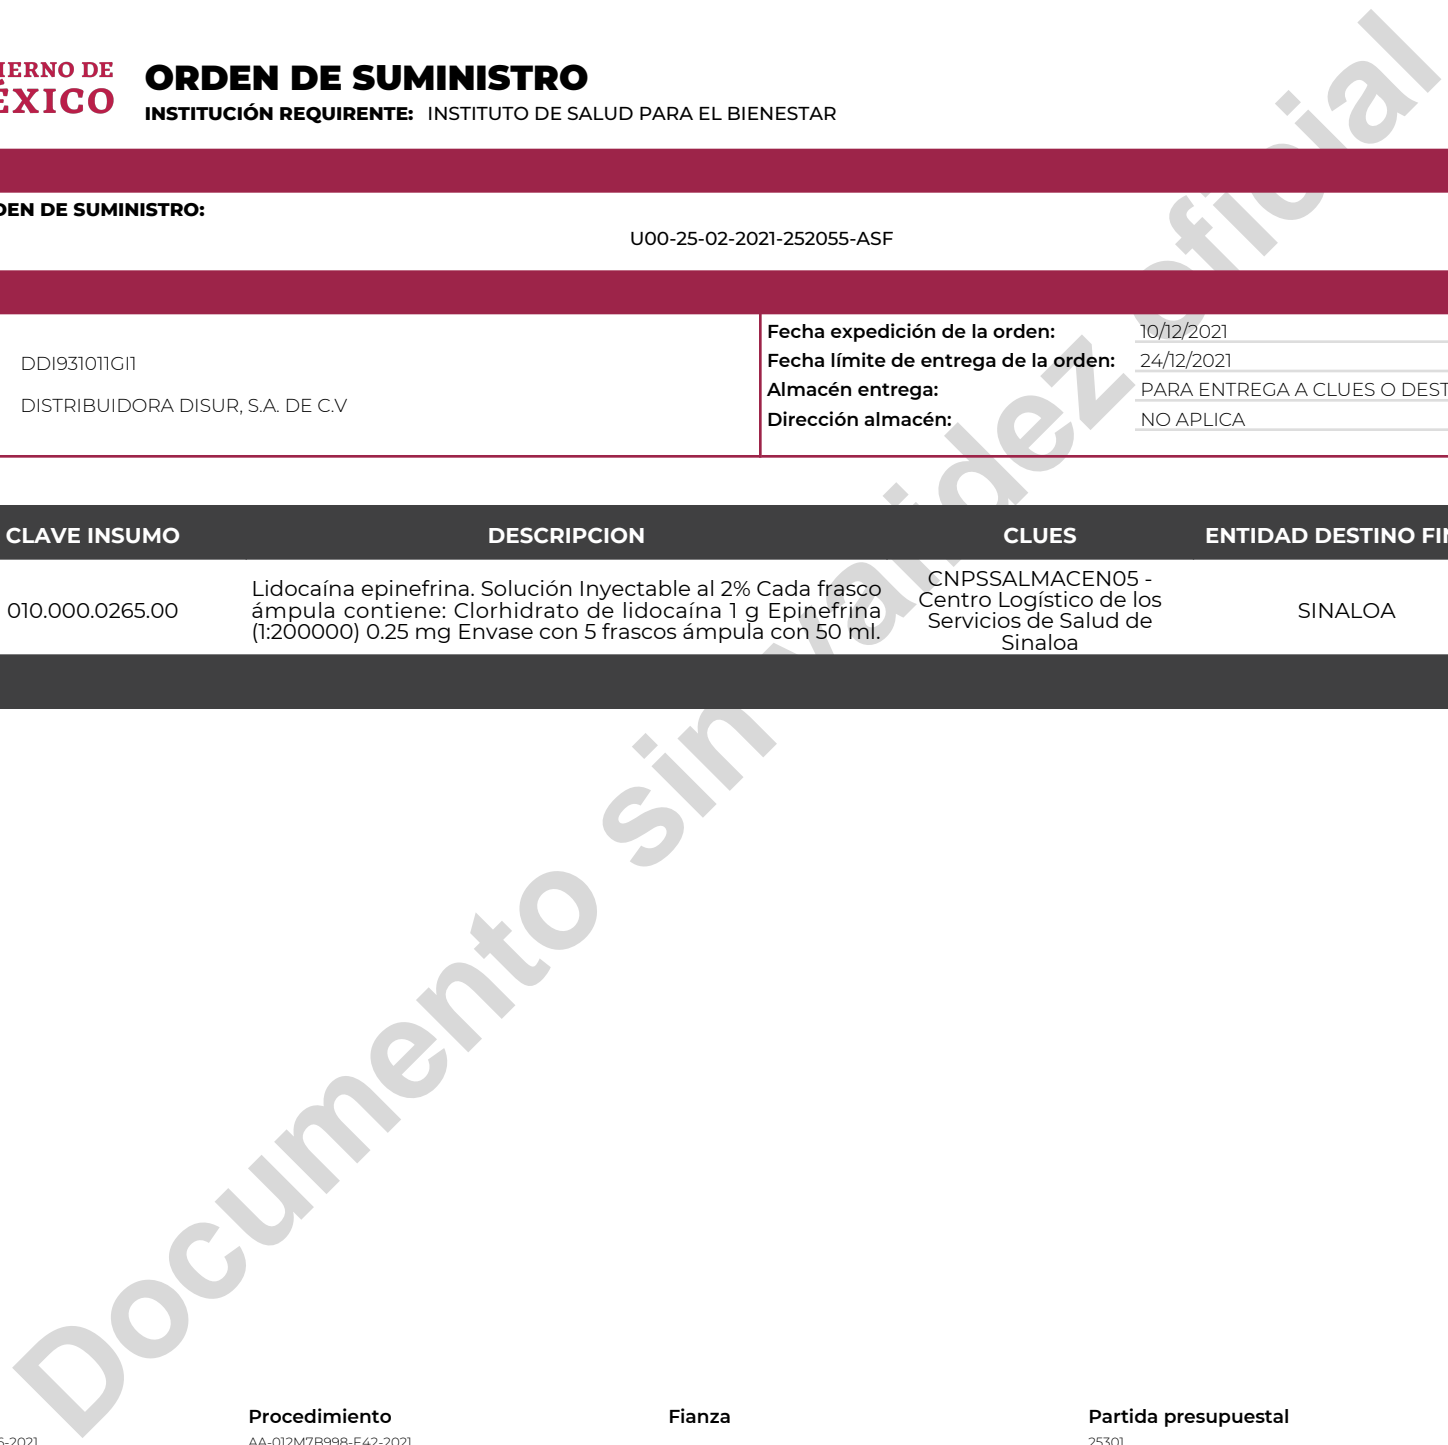 ORDEN DE SUMINISTRO
INSTITUCIÓN REQUIRENTE: INSTITUTO DE SALUD PARA EL BIENESTAR
DE
DE SUMINISTRO:
U00-25-02-2021-252055-ASF
DDI931011GI1
DISTRIBUIDORA DISUR, S.A. DE C.V
Fecha expedición de la orden: 10/12/2021
Fecha límite de entrega de la orden: 24/12/2021
Almacén entrega: PARA ENTREGA A CLUES O
Dirección almacén: NO APLICA
CLAVE INSUMO DESCRIPCION CLUES ENTIDAD DESTINO
010.000.0265.00
Lidocaína epinefrina. Solución Inyectable al 2% Cada frasco
ámpula contiene: Clorhidrato de lidocaína 1 g Epinefrina
(1:200000) 0.25 mg Envase con 5 frascos ámpula con 50 ml.
CNPSSALMACEN05 -
Centro Logístico de los
Servicios de Salud de
Sinaloa
SINALOA
Documento sin validez oficial
Procedimiento Fianza Partida presupuestal
AA-012M7B998-E42-2021 25301